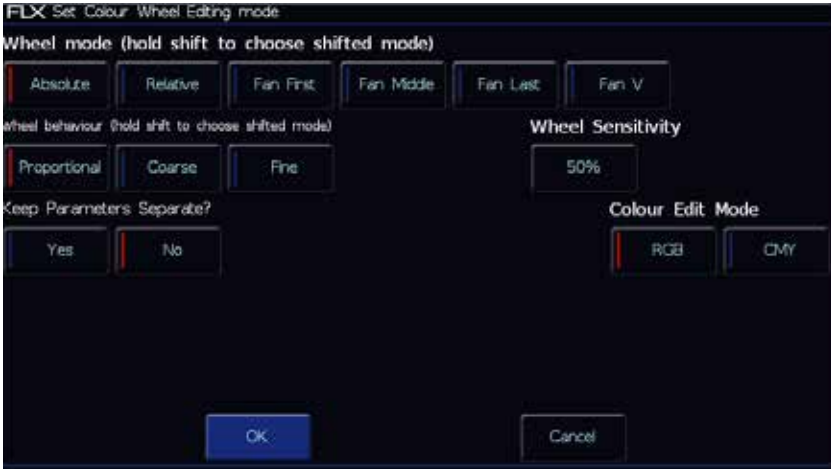 FLX Set Colour Wheel Editing mode
Wheel mode (hold shift to choose shifted mode)
Absolute Relative Fan First Fan Middle Fan Last Fan V
Wheel behaviour (hold shift to choose shifted mode) Wheel Sensitivity
Proportional Coarse Fine 50%
Keep Parameters Separate? Colour Edit Mode
Yes No RGB CMY
OK Cancel